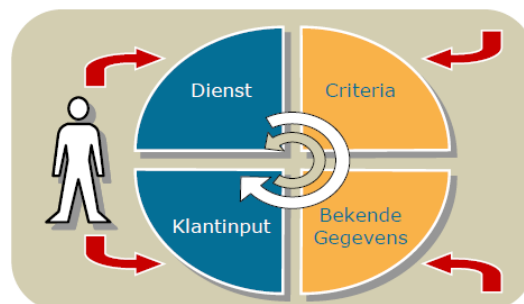 Dienst
Criteria
Klantinput
Bekende
Gegevens